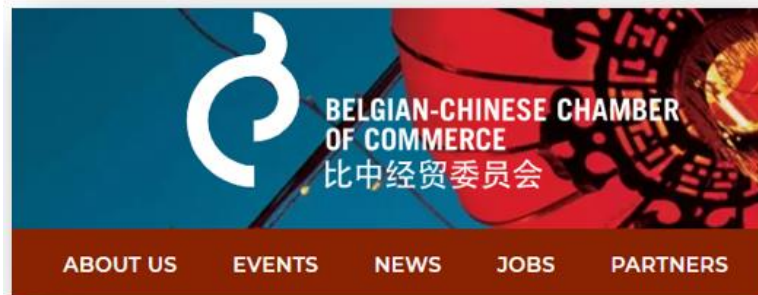 BELGIAN-CHINESE CHAMBER
OF COMMERCE
比中经贸委员会
ABOUT US EVENTS NEWS JOBS PARTNERS